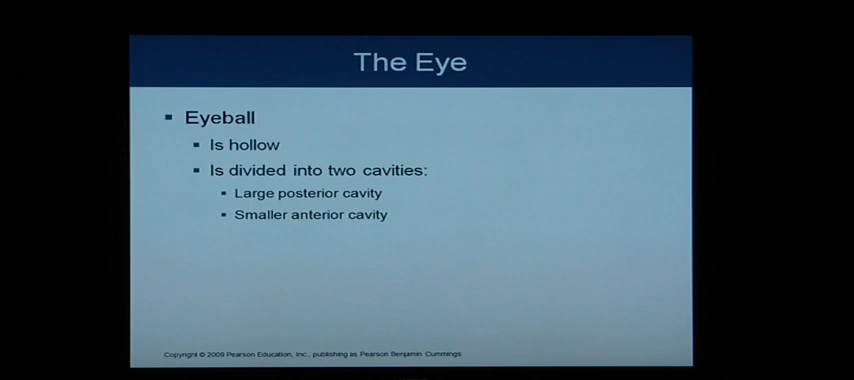 The Eye
▪ Eyeball
▪ Is hollow
▪ Is divided into two cavities:
▪ Large posterior cavity
▪ Smaller anterior cavity
Copyright © 2009 Pearson Education, Inc., publishing as Pearson Benjamin Cummings